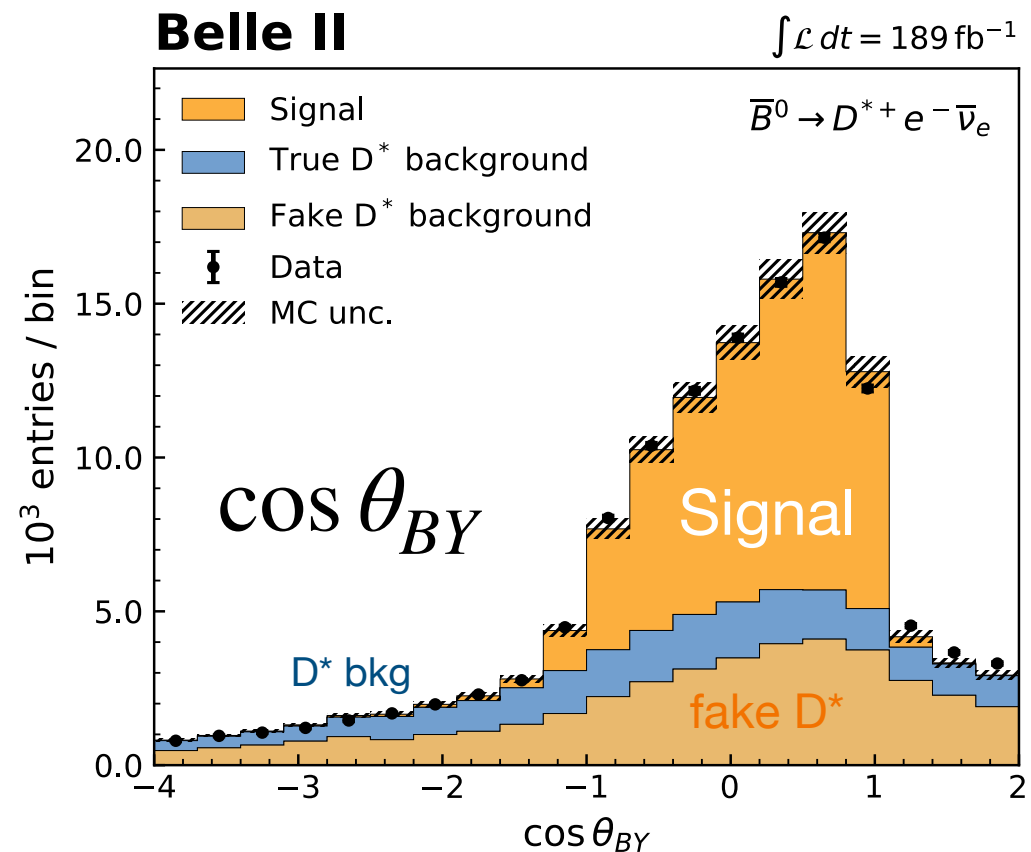 Belle II
∫ℒ dt = 189 fb⁻¹
B̅⁰ → D*⁺ e⁻ ν̅ₑ
Signal
True D* background
Fake D* background
Data
MC unc.
10³ entries / bin
20.0
15.0
10.0
5.0
0.0
cos θ_BY
Signal
D* bkg
fake D*
−4 −3 −2 −1 0 1 2
cos θ_BY